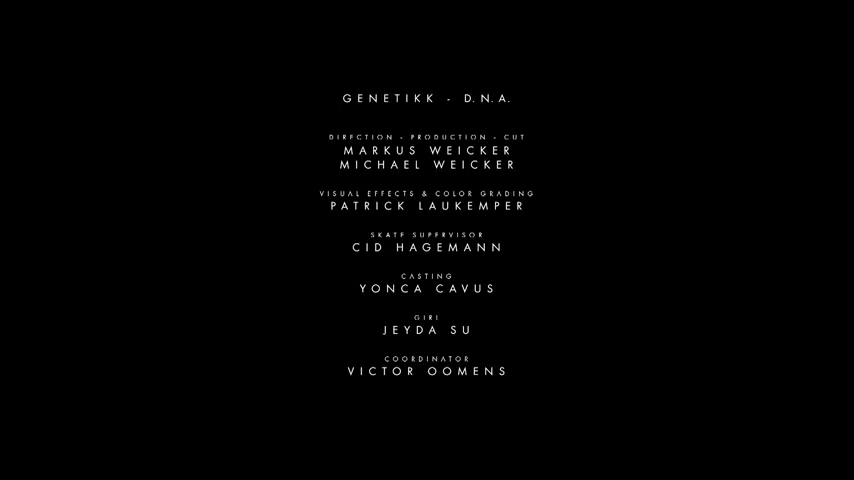 GENETIKK - D.N.A.
DIRECTION - PRODUCTION - CUT
MARKUS WEICKER
MICHAEL WEICKER
VISUAL EFFECTS & COLOR GRADING
PATRICK LAUKEMPER
SKATE SUPERVISOR
CID HAGEMANN
CASTING
YONCA CAVUS
GIRL
JEYDA SU
COORDINATOR
VICTOR OOMENS